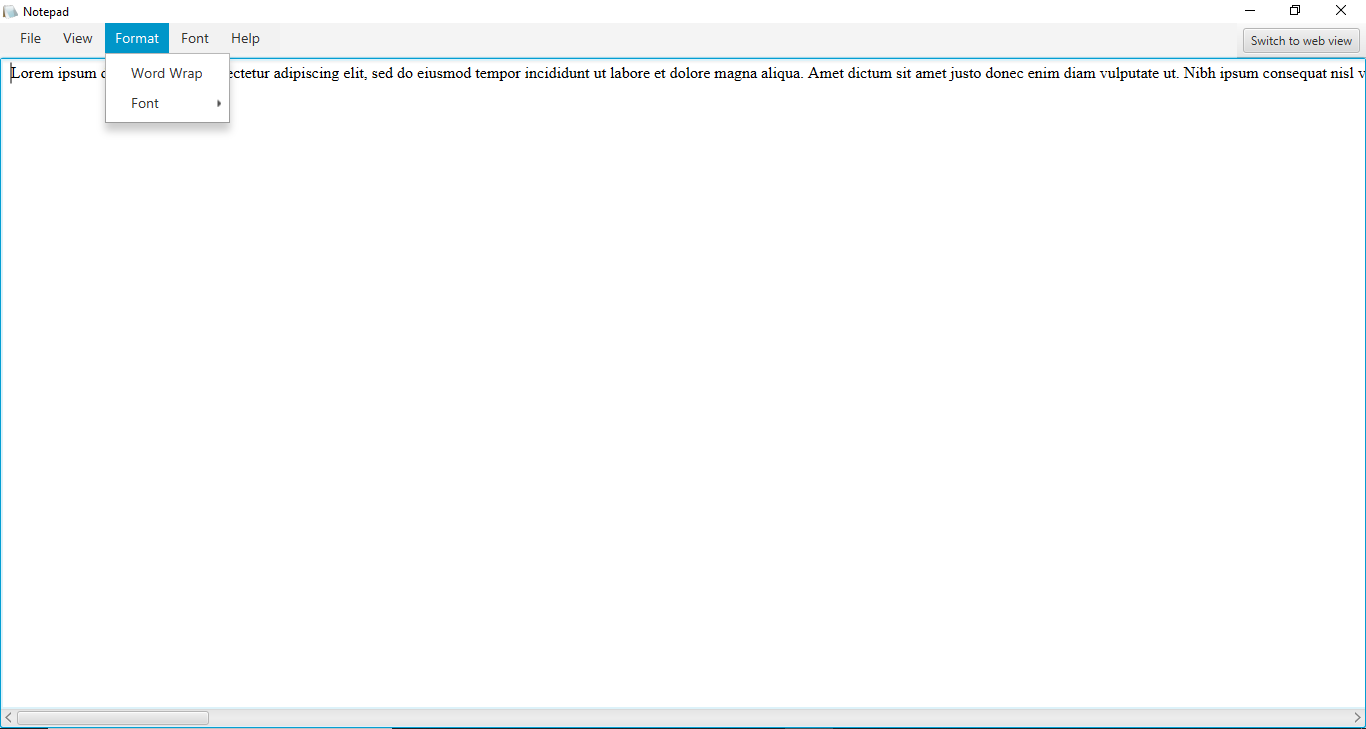 Notepad
File View Format Font Help
Switch to web view
Lorem ipsum ectetur adipiscing elit, sed do eiusmod tempor incididunt ut labore et dolore magna aliqua. Amet dictum sit amet justo donec enim diam vulputate ut. Nibh ipsum consequat nisl v
Word Wrap
Font